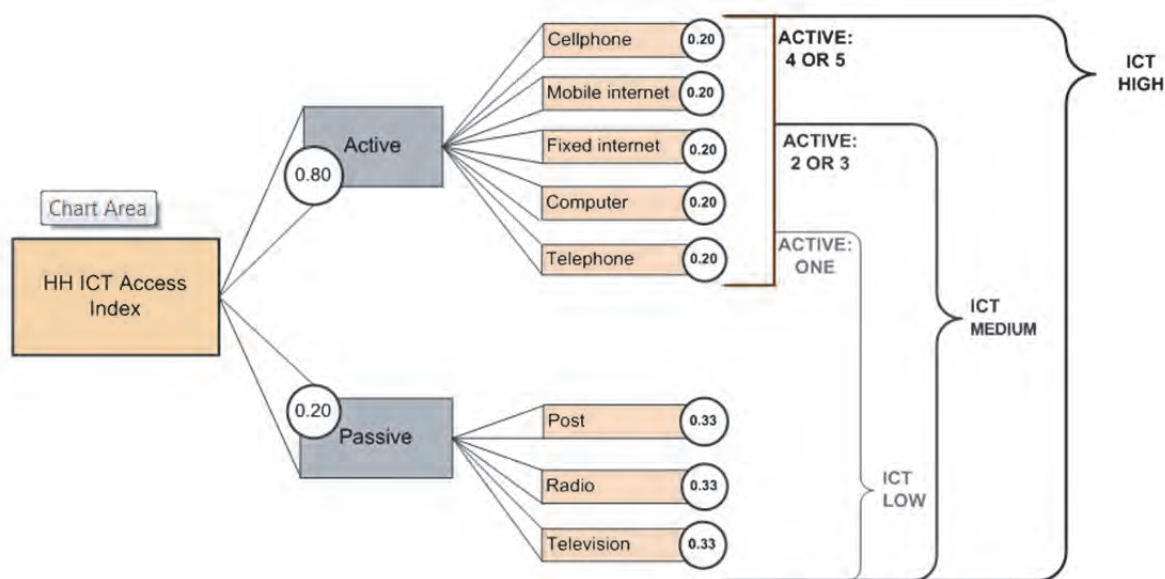 Cellphone 0.20
Mobile internet 0.20
Fixed internet 0.20
Computer 0.20
Telephone 0.20
ACTIVE:
4 OR 5
ICT
HIGH
Active
0.80
ACTIVE:
2 OR 3
Chart Area
HH ICT Access
Index
ACTIVE:
ONE
ICT
MEDIUM
0.20
Passive
Post 0.33
Radio 0.33
Television 0.33
ICT
LOW